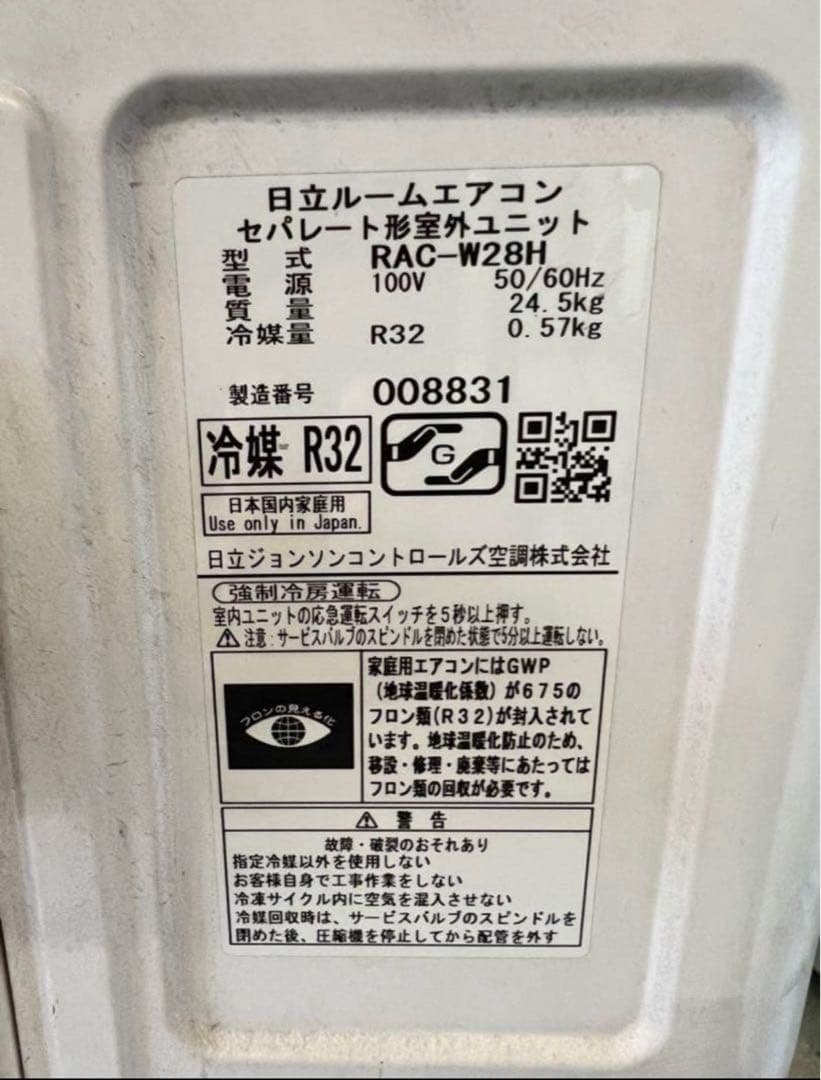 日立ルームエアコン
セパレート形室外ユニット
型 式 RAC-W28H
電 源 100V 50/60Hz
質 量 24.5kg
冷媒量 R32 0.57kg
製造番号 008831
冷媒 R32
G
日本国内家庭用
Use only in Japan.
日立ジョンソンコントロールズ空調株式会社
強制冷房運転
室内ユニットの応急運転スイッチを5秒以上押す。
⚠ 注意:サービスバルブのスピンドルを閉めた状態で5分以上運転しない。
フロンの見える化
家庭用エアコンにはGWP
(地球温暖化係数)が675の
フロン類(R32)が封入されて
います。地球温暖化防止のため、
移設・修理・廃棄等にあたっては
フロン類の回収が必要です。
⚠ 警 告
故障・破裂のおそれあり
指定冷媒以外を使用しない
お客様自身で工事作業をしない
冷凍サイクル内に空気を混入させない
冷媒回収時は、サービスバルブのスピンドルを
閉めた後、圧縮機を停止してから配管を外す